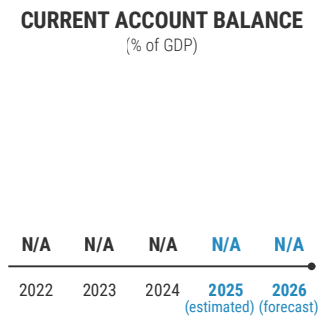 CURRENT ACCOUNT BALANCE
(% of GDP)
N/A N/A N/A N/A N/A
2022 2023 2024 2025 2026
(estimated) (forecast)